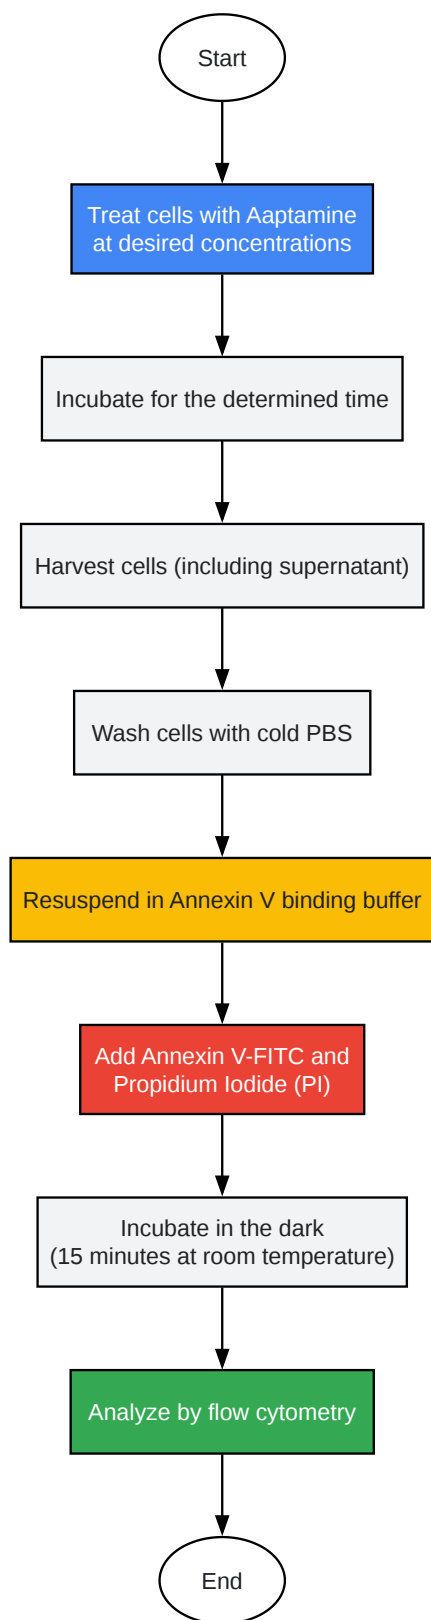 Start
Treat cells with Aaptamine
at desired concentrations
Incubate for the determined time
Harvest cells (including supernatant)
Wash cells with cold PBS
Resuspend in Annexin V binding buffer
Add Annexin V-FITC and
Propidium Iodide (PI)
Incubate in the dark
(15 minutes at room temperature)
Analyze by flow cytometry
End